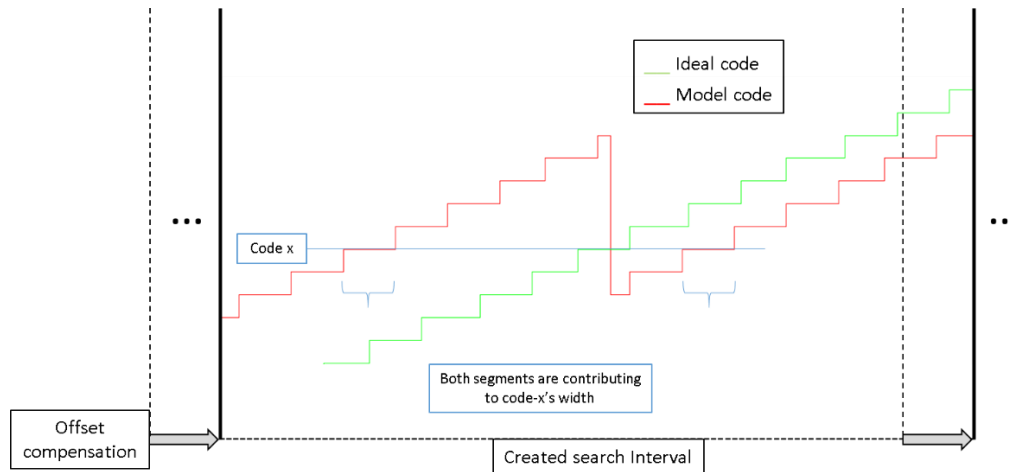 Ideal code
Model code
...
..
Code x
Both segments are contributing
to code-x's width
Offset
compensation
Created search Interval